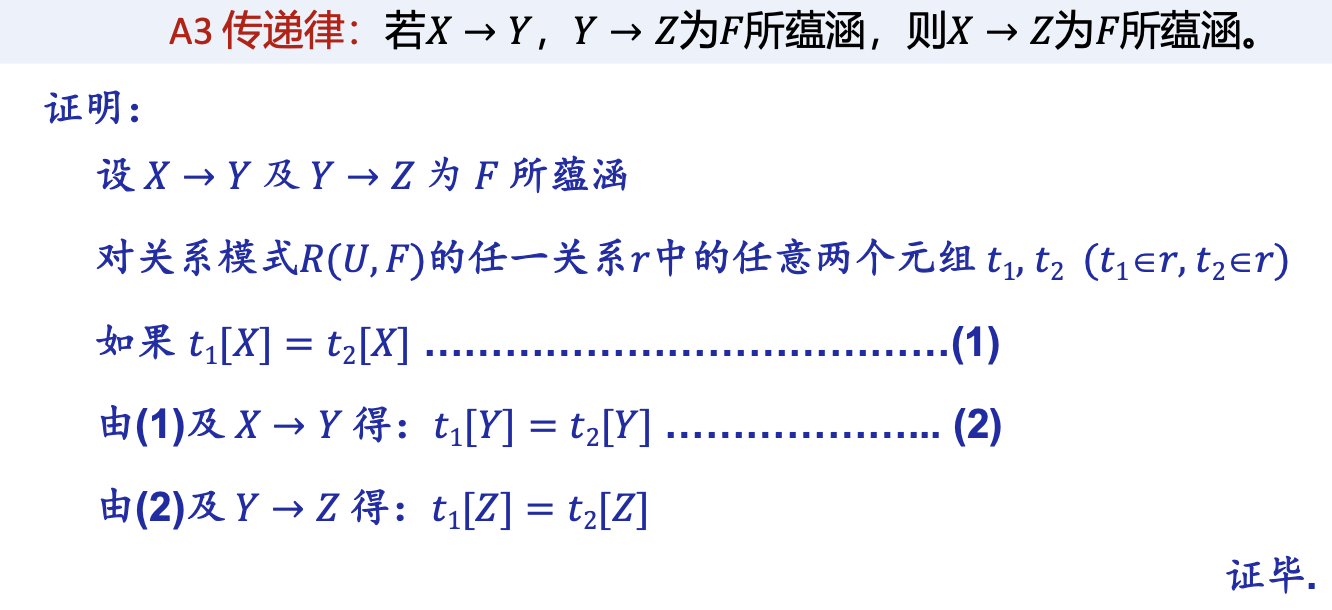 A3 传递律：若X → Y，Y → Z为F所蕴涵，则X → Z为F所蕴涵。
证明：
设 X → Y 及 Y → Z 为 F 所蕴涵
对关系模式R(U, F)的任一关系r中的任意两个元组 t₁, t₂ (t₁∈r, t₂∈r)
如果 t₁[X] = t₂[X] ………………………………….(1)
由(1)及 X → Y 得：t₁[Y] = t₂[Y] ………………... (2)
由(2)及 Y → Z 得：t₁[Z] = t₂[Z]
证毕.